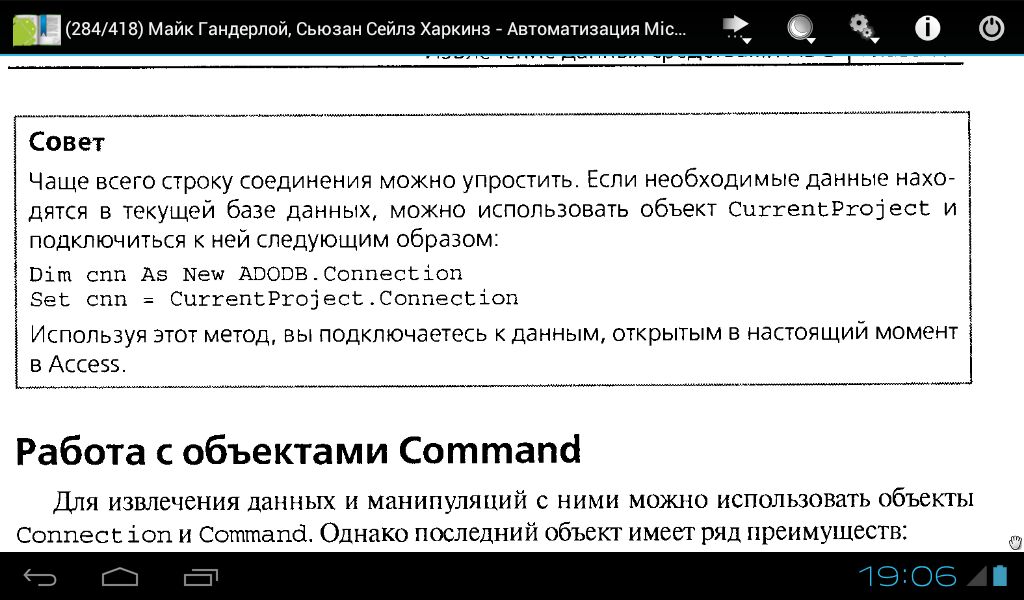 (284/418) Майк Гандерлой, Сьюзан Сейлз Харкинз - Автоматизация Mic...
Совет
Чаще всего строку соединения можно упростить. Если необходимые данные нахо-
дятся в текущей базе данных, можно использовать объект CurrentProject и
подключиться к ней следующим образом:
Dim cnn As New ADODB.Connection
Set cnn = CurrentProject.Connection
Используя этот метод, вы подключаетесь к данным, открытым в настоящий момент
в Access.
Работа с объектами Command
Для извлечения данных и манипуляций с ними можно использовать объекты
Connection и Command. Однако последний объект имеет ряд преимуществ:
19:06